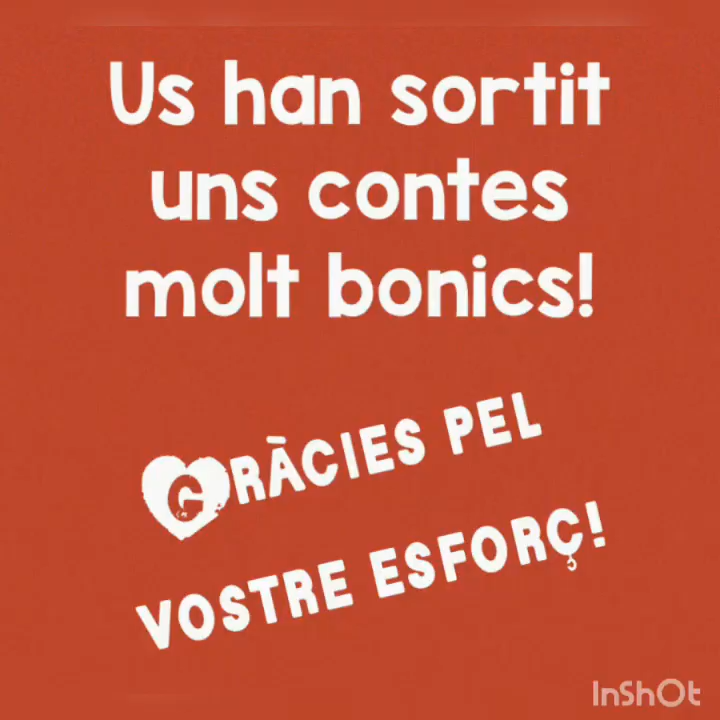 Us han sortit
uns contes
molt bonics!
GRÀCIES PEL
VOSTRE ESFORÇ!
InShOt